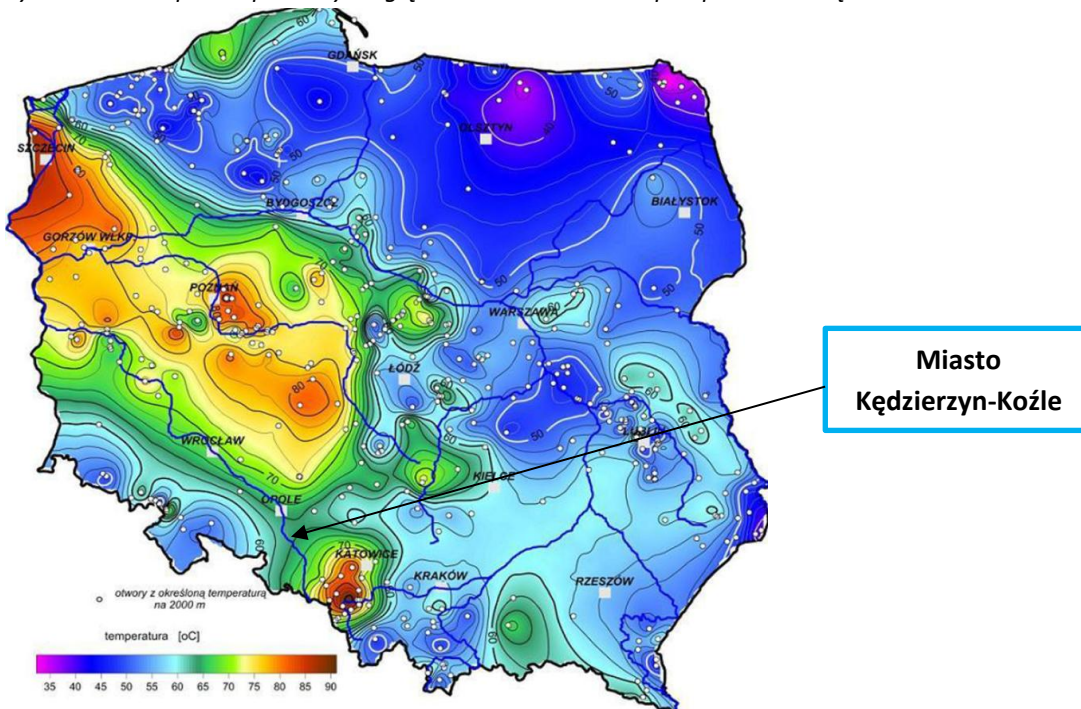 GDAŃSK
OLSZTYN
SZCZECIN
BIAŁYSTOK
BYDGOSZCZ
GORZÓW WLKP.
POZNAŃ
WARSZAWA
ŁÓDŹ
Miasto
Kędzierzyn-Koźle
LUBLIN
WROCŁAW
KIELCE
OPOLE
KATOWICE
KRAKÓW
RZESZÓW
otwory z określoną temperaturą
na 2000 m
temperatura [oC]
35 40 45 50 55 60 65 70 75 80 85 90